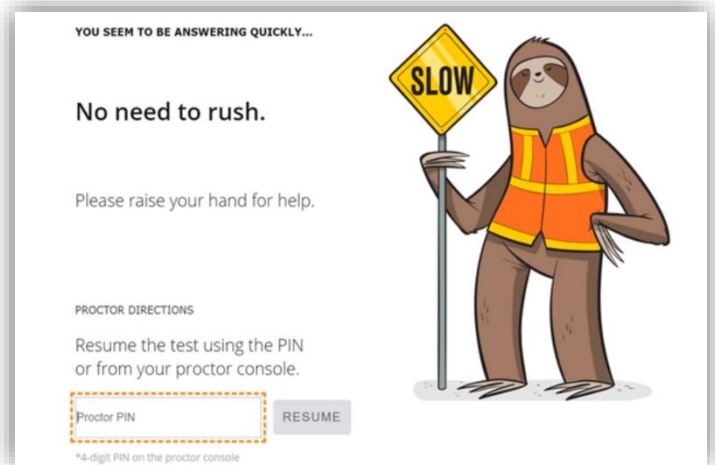 YOU SEEM TO BE ANSWERING QUICKLY...
No need to rush.
SLOW
Please raise your hand for help.
PROCTOR DIRECTIONS
Resume the test using the PIN
or from your proctor console.
Proctor PIN
RESUME
*4-digit PIN on the proctor console